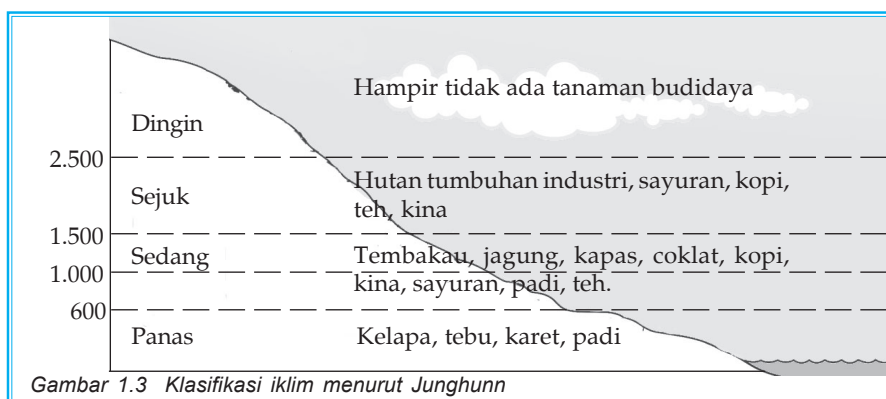 Hampir tidak ada tanaman budidaya
Dingin
2.500
Hutan tumbuhan industri, sayuran, kopi,
teh, kina
Sejuk
1.500
Sedang
Tembakau, jagung, kapas, coklat, kopi,
1.000
kina, sayuran, padi, teh.
600
Panas
Kelapa, tebu, karet, padi
Gambar 1.3 Klasifikasi iklim menurut Junghunn